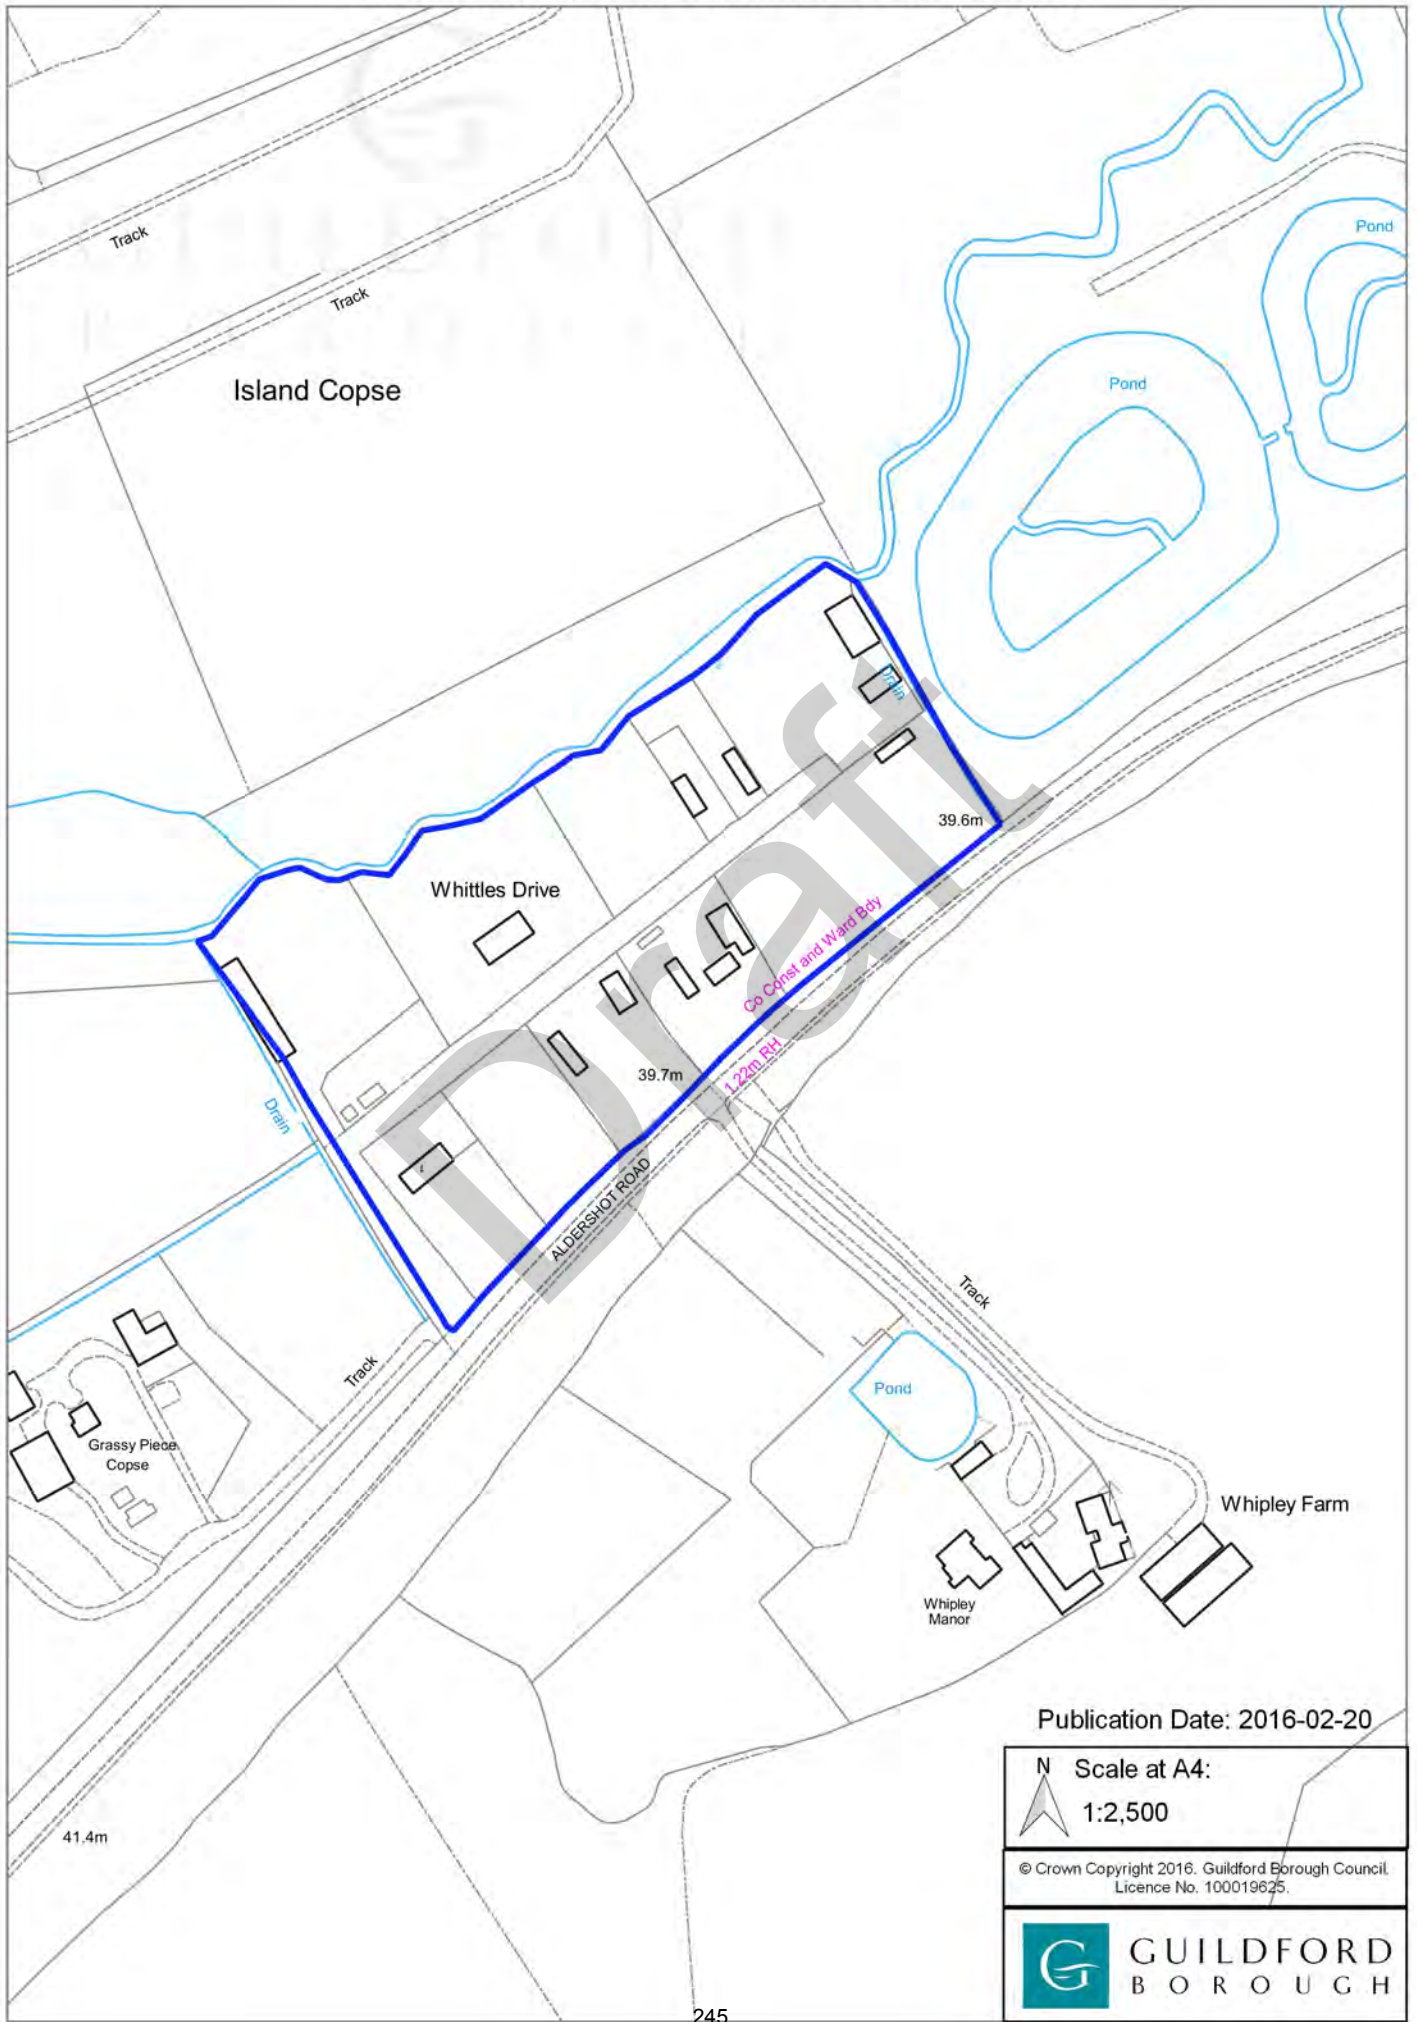 Track
Pond
Track
Island Copse
Pond
Drain
39.6m
Whittles Drive
Co Const and Ward Bdy
39.7m
1.22m RH
Drain
ALDERSHOT ROAD
Draft
Track
Track
Pond
Grassy Piece
Copse
Whipley Farm
Whipley
Manor
Publication Date: 2016-02-20
N
Scale at A4:
1:2,500
41.4m
© Crown Copyright 2016. Guildford Borough Council.
Licence No. 100019625.
G
GUILDFORD
BOROUGH
245